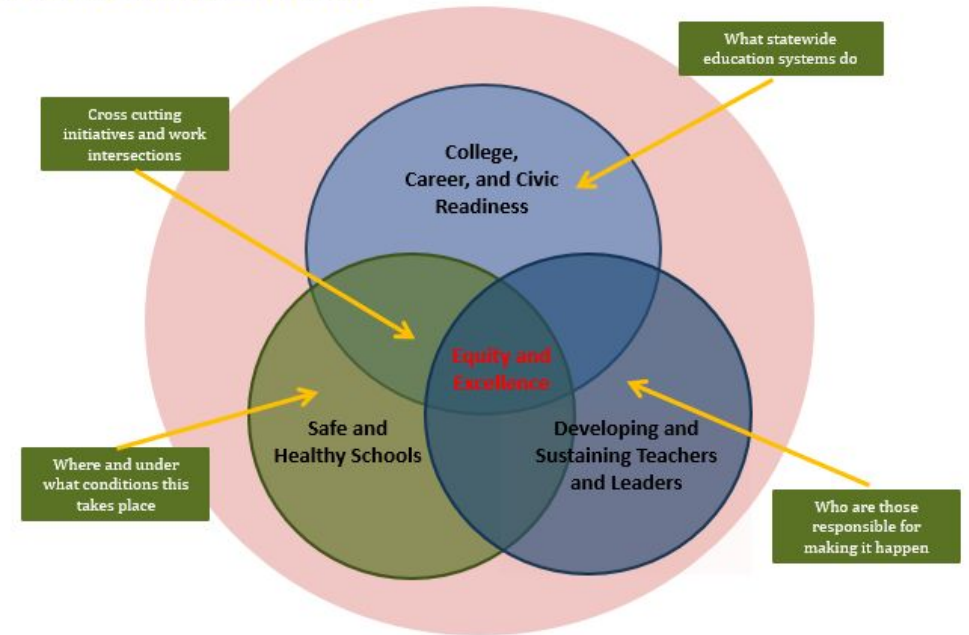 What statewide
education systems do
Cross cutting
initiatives and work
intersections
College,
Career, and Civic
Readiness
Equity and
Excellence
Safe and
Healthy Schools
Developing and
Sustaining Teachers
and Leaders
Where and under
what conditions this
takes place
Who are those
responsible for
making it happen